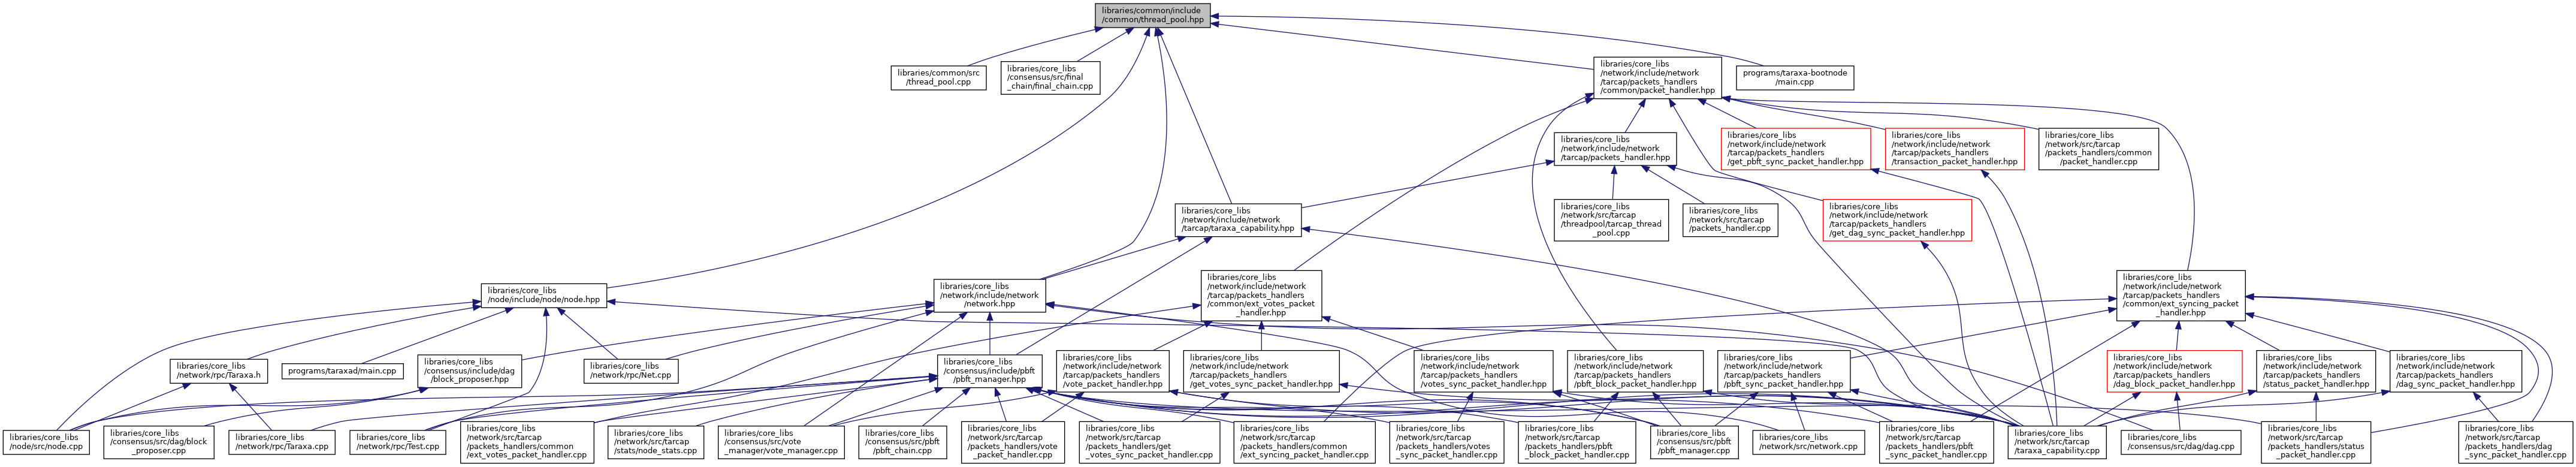 libraries/common/include
/common/thread_pool.hpp
libraries/common/src
/thread_pool.cpp
libraries/core_libs
/consensus/src/final
_chain/final_chain.cpp
libraries/core_libs
/network/include/network
/tarcap/packets_handlers
/common/packet_handler.hpp
programs/taraxa-bootnode
/main.cpp
libraries/core_libs
/network/include/network
/tarcap/packets_handler.hpp
libraries/core_libs
/network/include/network
/tarcap/packets_handlers
/get_pbft_sync_packet_handler.hpp
libraries/core_libs
/network/include/network
/tarcap/packets_handlers
/transaction_packet_handler.hpp
libraries/core_libs
/network/src/tarcap
/packets_handlers/common
/packet_handler.cpp
libraries/core_libs
/network/include/network
/tarcap/taraxa_capability.hpp
libraries/core_libs
/network/src/tarcap
/threadpool/tarcap_thread
_pool.cpp
libraries/core_libs
/network/src/tarcap
/packets_handler.cpp
libraries/core_libs
/network/include/network
/tarcap/packets_handlers
/get_dag_sync_packet_handler.hpp
libraries/core_libs
/node/include/node/node.hpp
libraries/core_libs
/network/include/network
/network.hpp
libraries/core_libs
/network/include/network
/tarcap/packets_handlers
/common/ext_votes_packet
_handler.hpp
libraries/core_libs
/network/include/network
/tarcap/packets_handlers
/common/ext_syncing_packet
_handler.hpp
libraries/core_libs
/network/rpc/Taraxa.h
programs/taraxad/main.cpp
libraries/core_libs
/consensus/include/dag
/block_proposer.hpp
libraries/core_libs
/network/rpc/Net.cpp
libraries/core_libs
/consensus/include/pbft
/pbft_manager.hpp
libraries/core_libs
/network/include/network
/tarcap/packets_handlers
/vote_packet_handler.hpp
libraries/core_libs
/network/include/network
/tarcap/packets_handlers
/get_votes_sync_packet_handler.hpp
libraries/core_libs
/network/include/network
/tarcap/packets_handlers
/votes_sync_packet_handler.hpp
libraries/core_libs
/network/include/network
/tarcap/packets_handlers
/pbft_block_packet_handler.hpp
libraries/core_libs
/network/include/network
/tarcap/packets_handlers
/pbft_sync_packet_handler.hpp
libraries/core_libs
/network/include/network
/tarcap/packets_handlers
/dag_block_packet_handler.hpp
libraries/core_libs
/network/include/network
/tarcap/packets_handlers
/status_packet_handler.hpp
libraries/core_libs
/network/include/network
/tarcap/packets_handlers
/dag_sync_packet_handler.hpp
libraries/core_libs
/node/src/node.cpp
libraries/core_libs
/consensus/src/dag/block
_proposer.cpp
libraries/core_libs
/network/rpc/Taraxa.cpp
libraries/core_libs
/network/rpc/Test.cpp
libraries/core_libs
/network/src/tarcap
/packets_handlers/common
/ext_votes_packet_handler.cpp
libraries/core_libs
/network/src/tarcap
/stats/node_stats.cpp
libraries/core_libs
/consensus/src/vote
_manager/vote_manager.cpp
libraries/core_libs
/consensus/src/pbft
/pbft_chain.cpp
libraries/core_libs
/network/src/tarcap
/packets_handlers/vote
_packet_handler.cpp
libraries/core_libs
/network/src/tarcap
/packets_handlers/get
_votes_sync_packet_handler.cpp
libraries/core_libs
/network/src/tarcap
/packets_handlers/common
/ext_syncing_packet_handler.cpp
libraries/core_libs
/network/src/tarcap
/packets_handlers/votes
_sync_packet_handler.cpp
libraries/core_libs
/network/src/tarcap
/packets_handlers/pbft
_block_packet_handler.cpp
libraries/core_libs
/consensus/src/pbft
/pbft_manager.cpp
libraries/core_libs
/network/src/network.cpp
libraries/core_libs
/network/src/tarcap
/packets_handlers/pbft
_sync_packet_handler.cpp
libraries/core_libs
/network/src/tarcap
/taraxa_capability.cpp
libraries/core_libs
/consensus/src/dag/dag.cpp
libraries/core_libs
/network/src/tarcap
/packets_handlers/status
_packet_handler.cpp
libraries/core_libs
/network/src/tarcap
/packets_handlers/dag
_sync_packet_handler.cpp